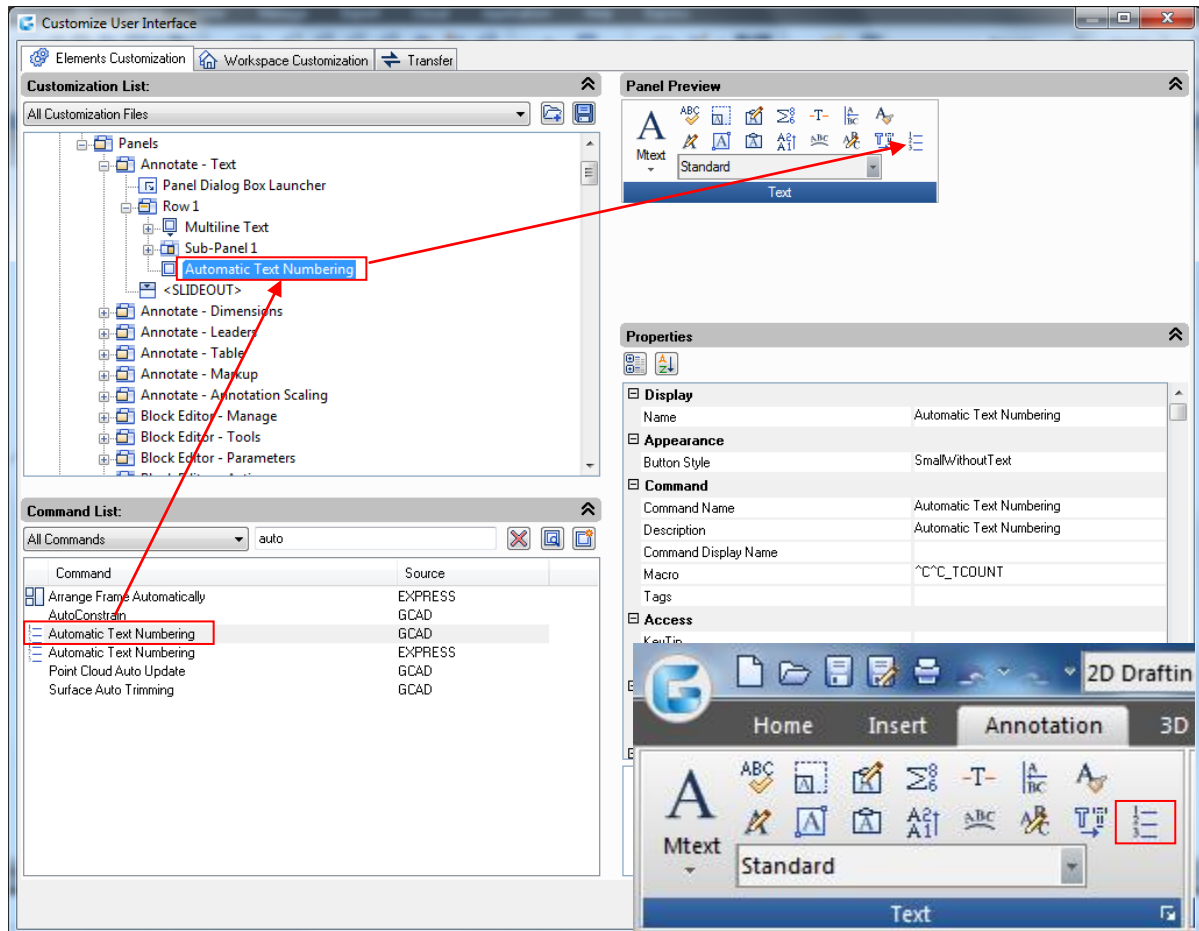 Customize User Interface
Elements Customization
Workspace Customization
Transfer
Customization List:
All Customization Files
Panels
Annotate - Text
Panel Dialog Box Launcher
Row 1
Multiline Text
Sub-Panel 1
Automatic Text Numbering
<SLIDEOUT>
Annotate - Dimensions
Annotate - Leaders
Annotate - Table
Annotate - Markup
Annotate - Annotation Scaling
Block Editor - Manage
Block Editor - Tools
Block Editor - Parameters
Command List:
All Commands
auto
Command Source
Arrange Frame Automatically EXPRESS
AutoConstrain GCAD
Automatic Text Numbering GCAD
Automatic Text Numbering EXPRESS
Point Cloud Auto Update GCAD
Surface Auto Trimming GCAD
Panel Preview
Mtext
Standard
Text
Properties
Display
Name Automatic Text Numbering
Appearance
Button Style SmallWithoutText
Command
Command Name Automatic Text Numbering
Description Automatic Text Numbering
Command Display Name
Macro ^C^C_TCOUNT
Tags
Access
KeyTip
2D Draftin
Home Insert Annotation 3D
Mtext
Standard
Text